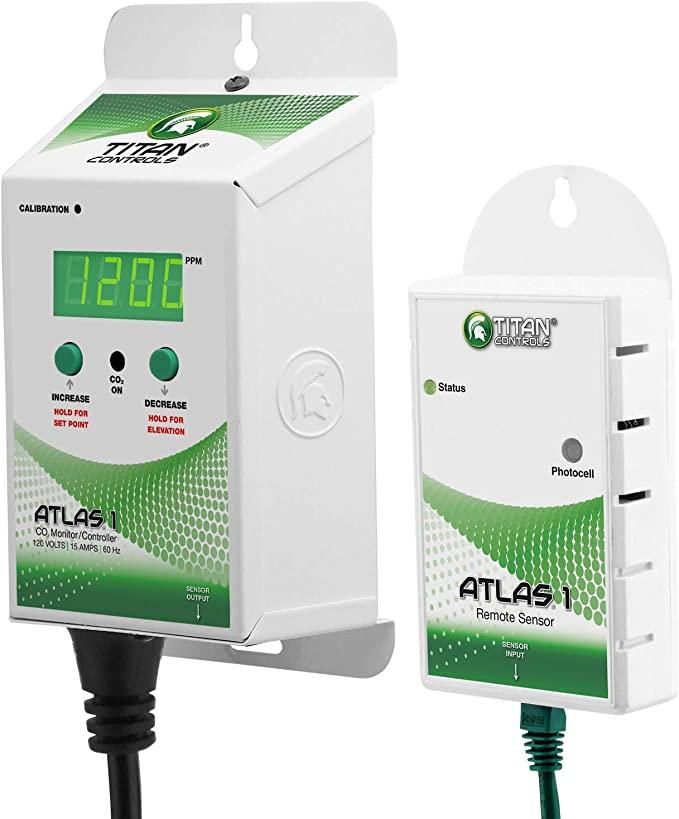 TITAN®
CONTROLS
CALIBRATION
1200
PPM
INCREASE
HOLD FOR
SET POINT
CO₂
ON
DECREASE
HOLD FOR
ELEVATION
ATLAS 1
CO₂ Monitor/Controller
120 VOLTS | 15 AMPS | 60 Hz
SENSOR
OUTPUT
TITAN®
CONTROLS
Status
Photocell
ATLAS 1
Remote Sensor
SENSOR
INPUT